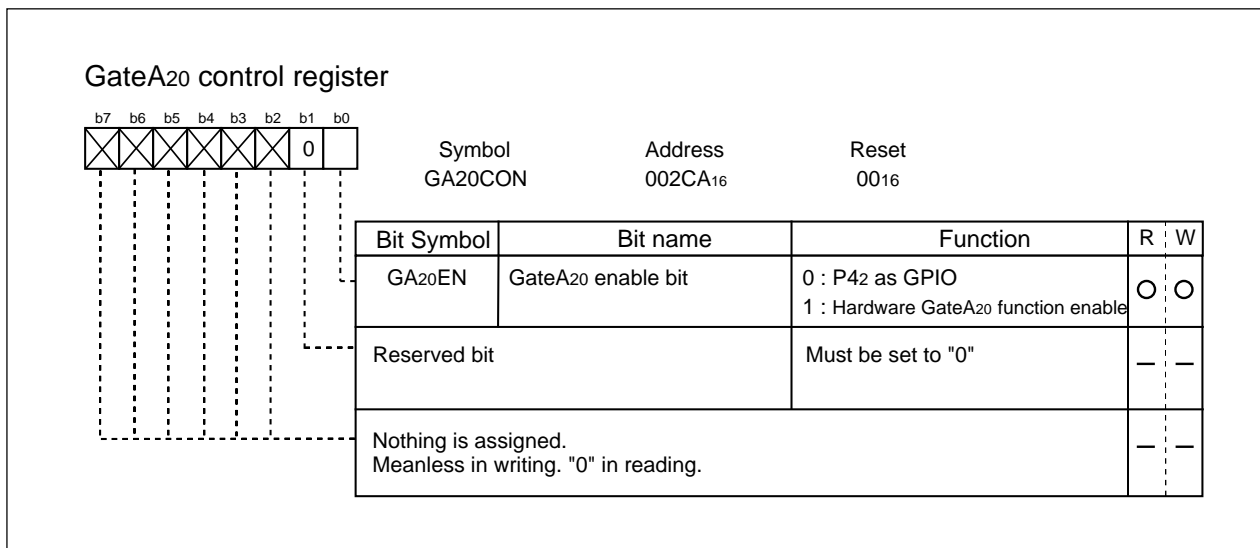 GateA20 control register
b7 b6 b5 b4 b3 b2 b1 b0
0
Symbol Address Reset
GA20CON 002CA16 0016
Bit Symbol Bit name Function R W
GA20EN GateA20 enable bit 0 : P42 as GPIO
1 : Hardware GateA20 function enable
Reserved bit Must be set to "0" – –
Nothing is assigned. – –
Meanless in writing. "0" in reading.